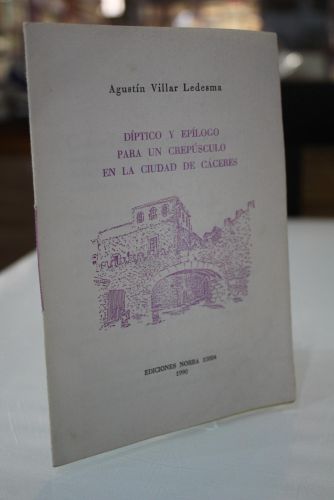 Agustín Villar Ledesma
DÍPTICO Y EPÍLOGO
PARA UN CREPÚSCULO
EN LA CIUDAD DE CÁCERES
EDICIONES NORBA 10004
1990